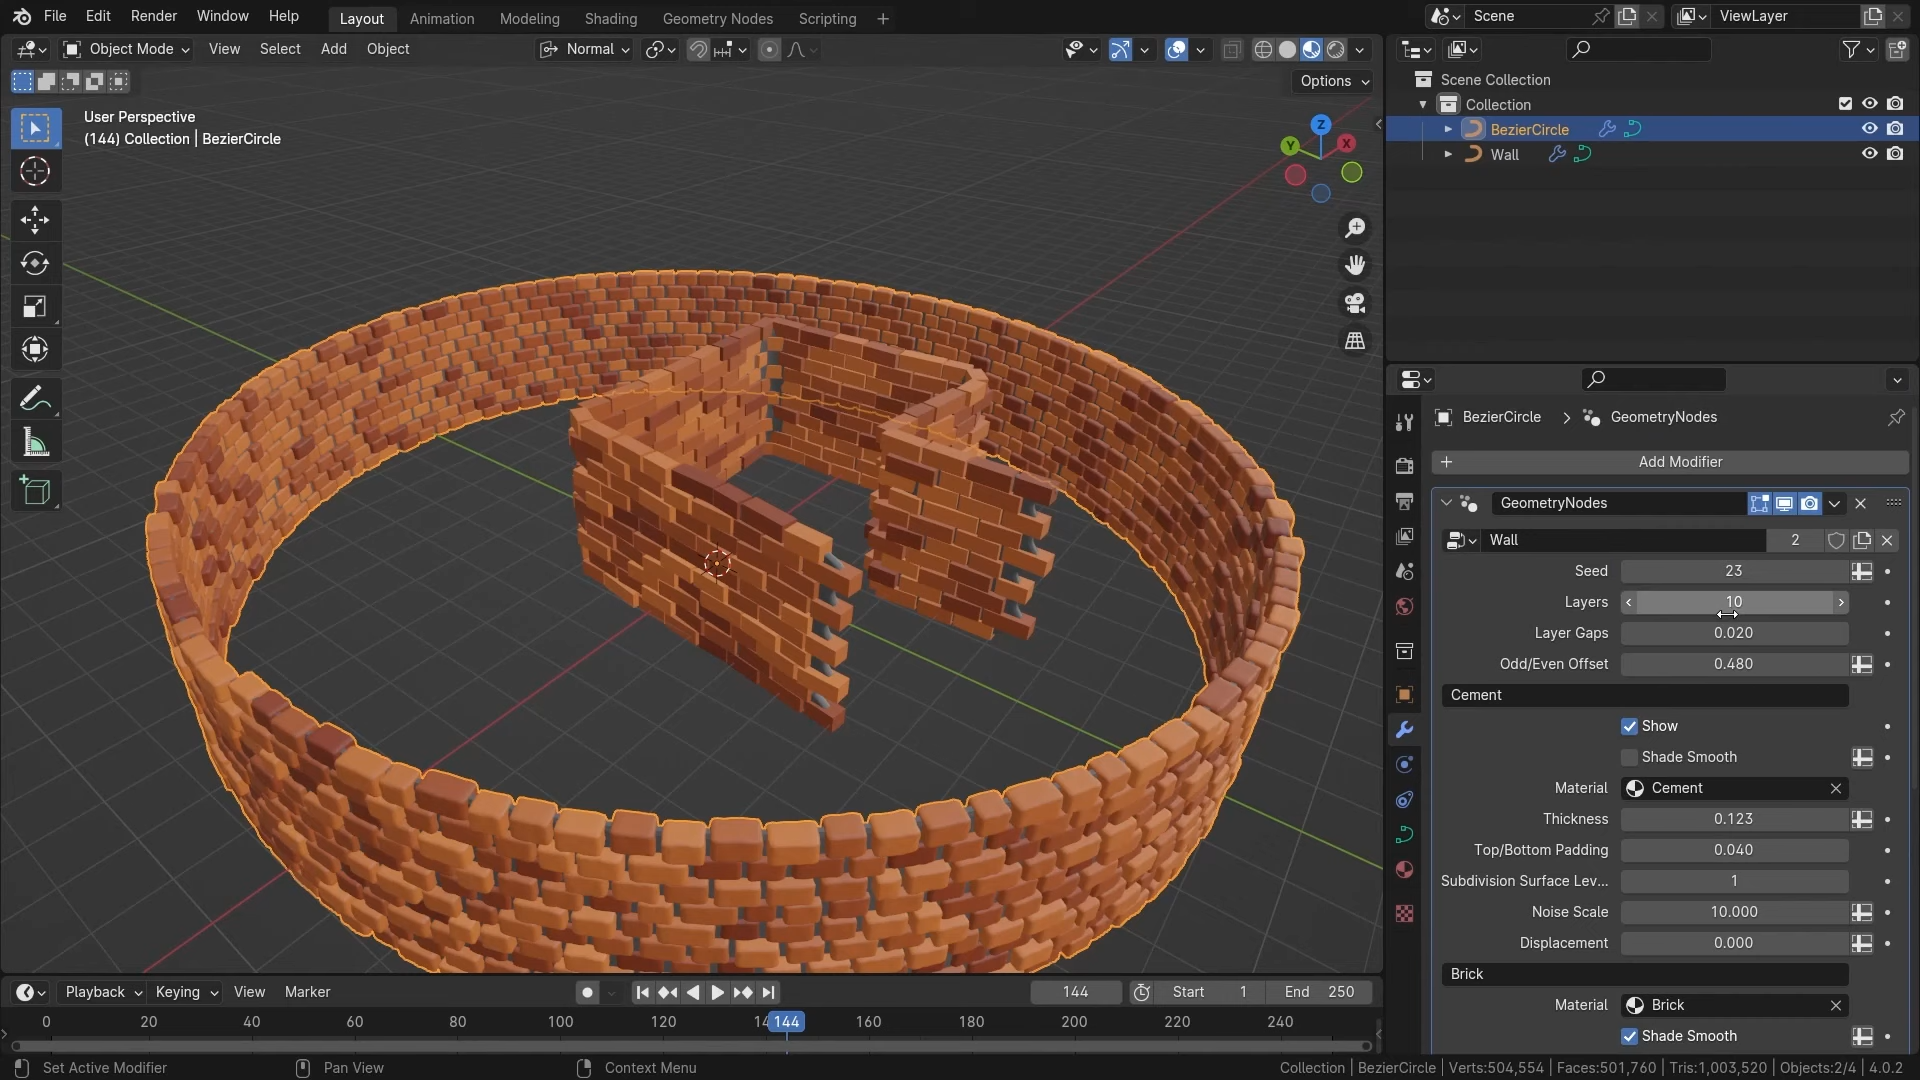 File Edit Render Window Help Layout Animation Modeling Shading Geometry Nodes Scripting + Scene ViewLayer
Object Mode View Select Add Object Normal
Options
User Perspective
(144) Collection | BezierCircle
Z
Y
X
Scene Collection
Collection
BezierCircle
Wall
BezierCircle > GeometryNodes
+ Add Modifier
GeometryNodes
Wall 2
Seed 23
Layers 10
Layer Gaps 0.020
Odd/Even Offset 0.480
Cement
Show
Shade Smooth
Material Cement
Thickness 0.123
Top/Bottom Padding 0.040
Subdivision Surface Lev... 1
Noise Scale 10.000
Displacement 0.000
Brick
Material Brick
Shade Smooth
Playback Keying View Marker 144 Start 1 End 250
0 20 40 60 80 100 120 14 144 160 180 200 220 240
Set Active Modifier Pan View Context Menu Collection | BezierCircle | Verts:504,554 | Faces:501,760 | Tris:1,003,520 | Objects:2/4 | 4.0.2